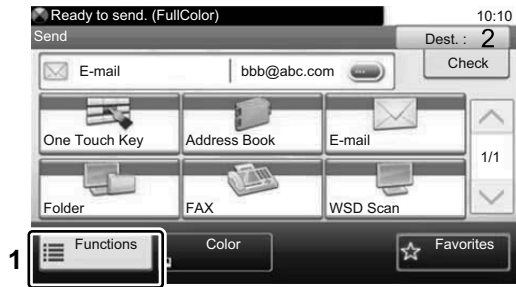 Ready to send. (FullColor) 10:10
Send Dest. : 2
E-mail bbb@abc.com Check
One Touch Key Address Book E-mail
1/1
Folder FAX WSD Scan
1 Functions Color Favorites